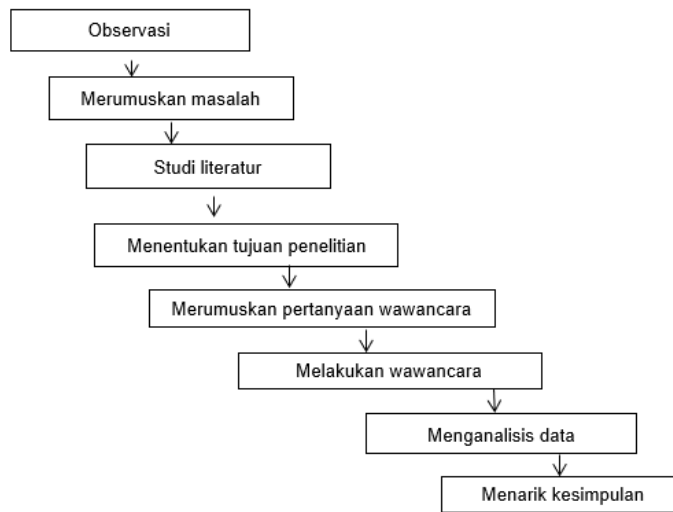 Observasi
Merumuskan masalah
Studi literatur
Menentukan tujuan penelitian
Merumuskan pertanyaan wawancara
Melakukan wawancara
Menganalisis data
Menarik kesimpulan